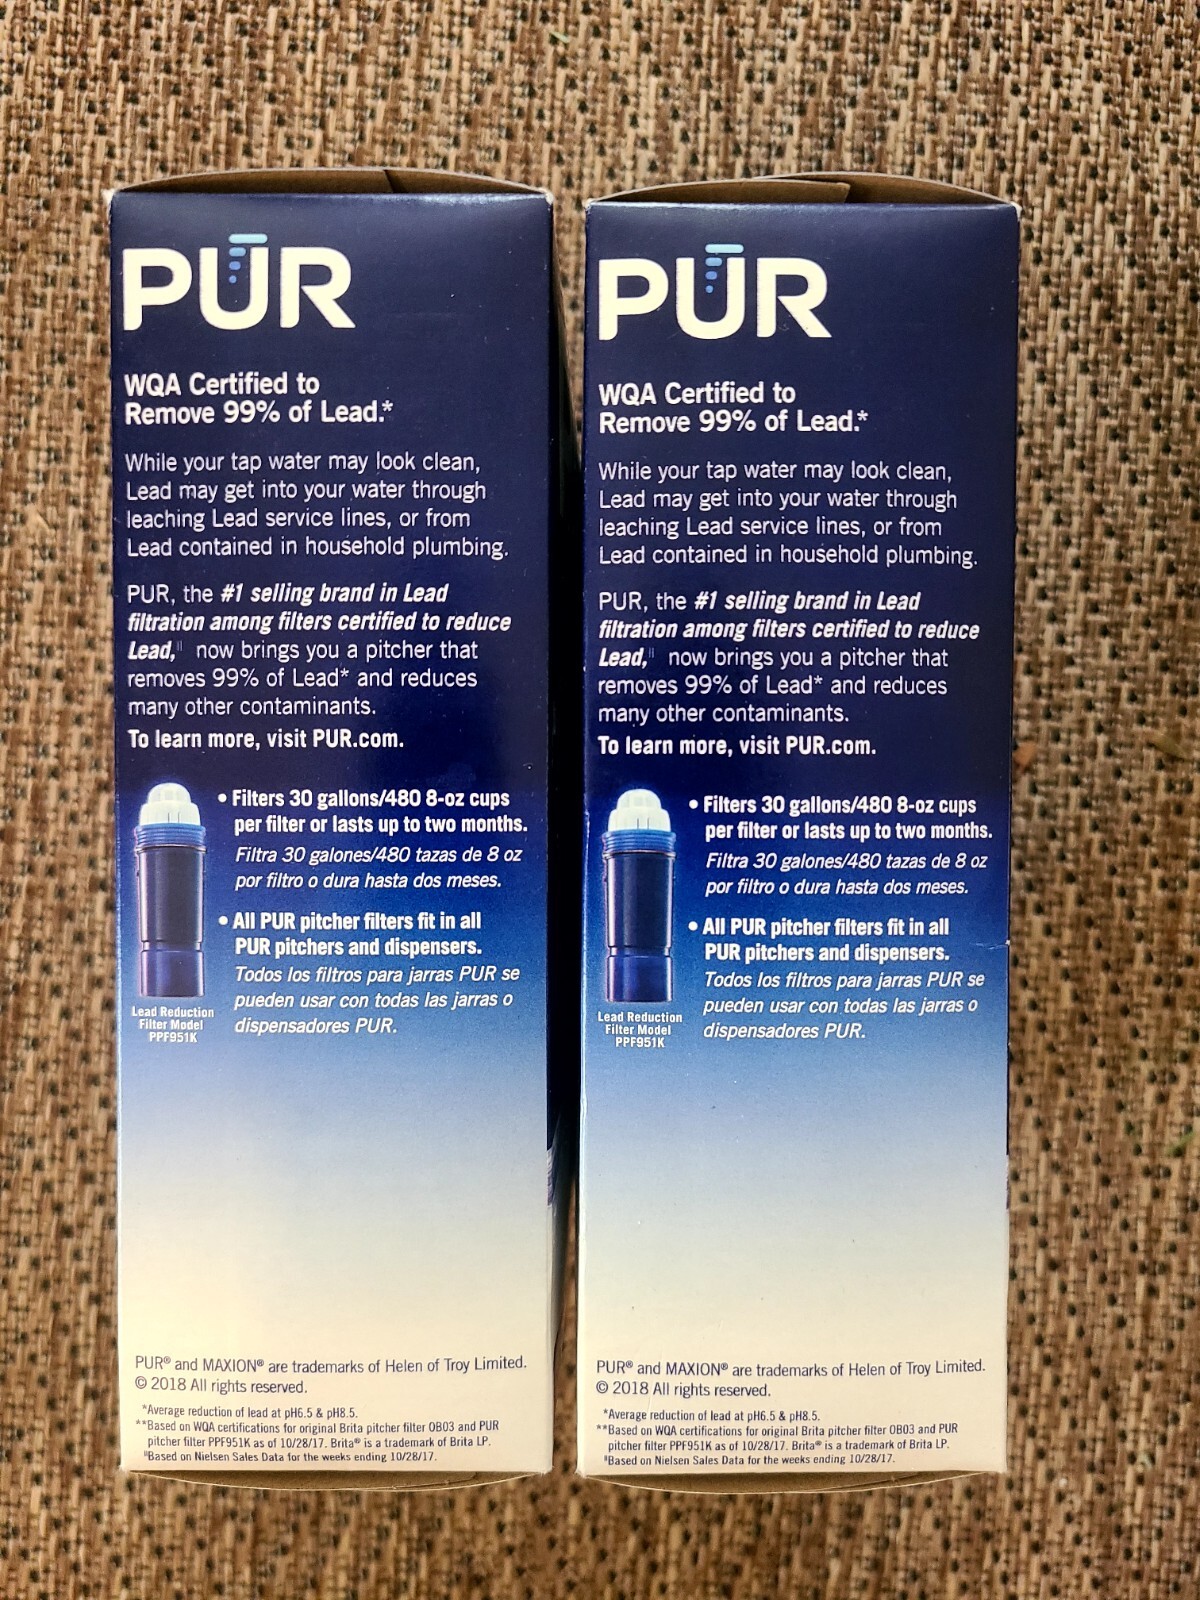 PUR
WQA Certified to
Remove 99% of Lead.*
While your tap water may look clean,
Lead may get into your water through
leaching Lead service lines, or from
Lead contained in household plumbing.
PUR, the #1 selling brand in Lead
filtration among filters certified to reduce
Lead,|| now brings you a pitcher that
removes 99% of Lead* and reduces
many other contaminants.
To learn more, visit PUR.com.
• Filters 30 gallons/480 8-oz cups
per filter or lasts up to two months.
Filtra 30 galones/480 tazas de 8 oz
por filtro o dura hasta dos meses.
• All PUR pitcher filters fit in all
PUR pitchers and dispensers.
Todos los filtros para jarras PUR se
pueden usar con todas las jarras o
dispensadores PUR.
Lead Reduction
Filter Model
PPF951K
PUR® and MAXION® are trademarks of Helen of Troy Limited.
© 2018 All rights reserved.
*Average reduction of lead at pH6.5 & pH8.5.
**Based on WQA certifications for original Brita pitcher filter OB03 and PUR
pitcher filter PPF951K as of 10/28/17. Brita® is a trademark of Brita LP.
||Based on Nielsen Sales Data for the weeks ending 10/28/17.
PUR
WQA Certified to
Remove 99% of Lead.*
While your tap water may look clean,
Lead may get into your water through
leaching Lead service lines, or from
Lead contained in household plumbing.
PUR, the #1 selling brand in Lead
filtration among filters certified to reduce
Lead,|| now brings you a pitcher that
removes 99% of Lead* and reduces
many other contaminants.
To learn more, visit PUR.com.
• Filters 30 gallons/480 8-oz cups
per filter or lasts up to two months.
Filtra 30 galones/480 tazas de 8 oz
por filtro o dura hasta dos meses.
• All PUR pitcher filters fit in all
PUR pitchers and dispensers.
Todos los filtros para jarras PUR se
pueden usar con todas las jarras o
dispensadores PUR.
Lead Reduction
Filter Model
PPF951K
PUR® and MAXION® are trademarks of Helen of Troy Limited.
© 2018 All rights reserved.
*Average reduction of lead at pH6.5 & pH8.5.
**Based on WQA certifications for original Brita pitcher filter OB03 and PUR
pitcher filter PPF951K as of 10/28/17. Brita® is a trademark of Brita LP.
||Based on Nielsen Sales Data for the weeks ending 10/28/17.